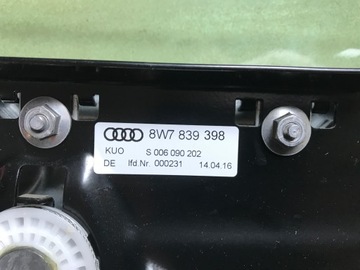 8W7 839 398
KUO S 006 090 202
DE lfd.Nr. 000231 14.04.16